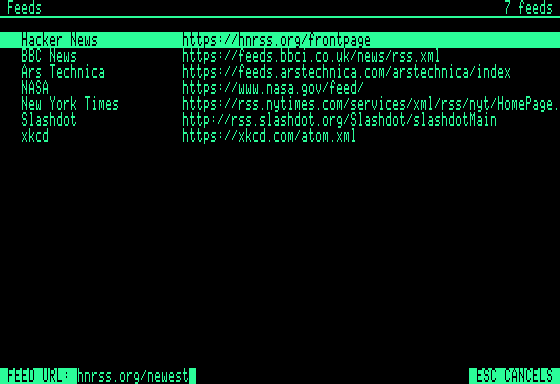 Feeds 7 feeds
Hacker News https://hnrss.org/frontpage
BBC News https://feeds.bbci.co.uk/news/rss.xml
Ars Technica https://feeds.arstechnica.com/arstechnica/index
NASA https://www.nasa.gov/feed/
New York Times https://rss.nytimes.com/services/xml/rss/nyt/HomePage.
Slashdot http://rss.slashdot.org/Slashdot/slashdotMain
xkcd https://xkcd.com/atom.xml
FEED URL: hnrss.org/newest ESC CANCELS